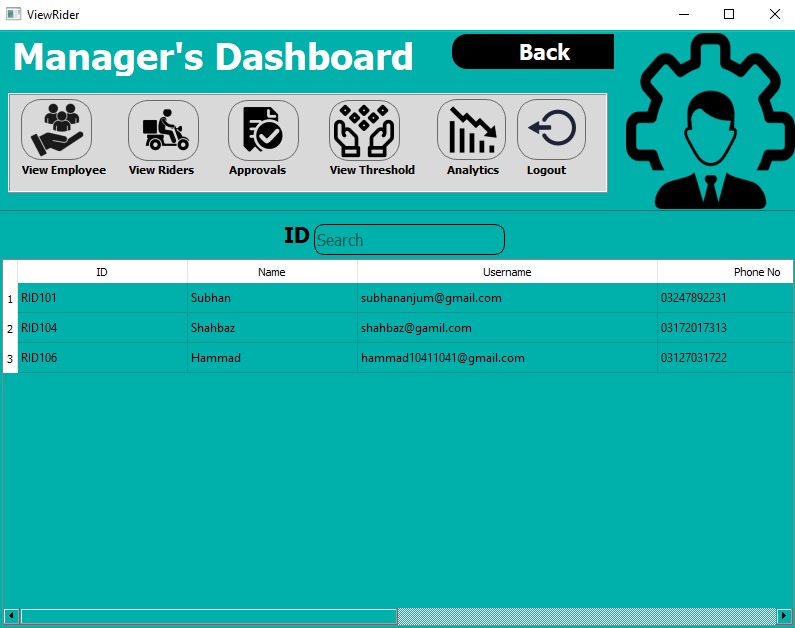 ViewRider
Manager's Dashboard
Back
View Employee View Riders Approvals View Threshold Analytics Logout
ID Search
ID Name Username Phone No
1 RID101 Subhan subhananjum@gmail.com 03247892231
2 RID104 Shahbaz shahbaz@gamil.com 03172017313
3 RID106 Hammad hammad10411041@gmail.com 03127031722